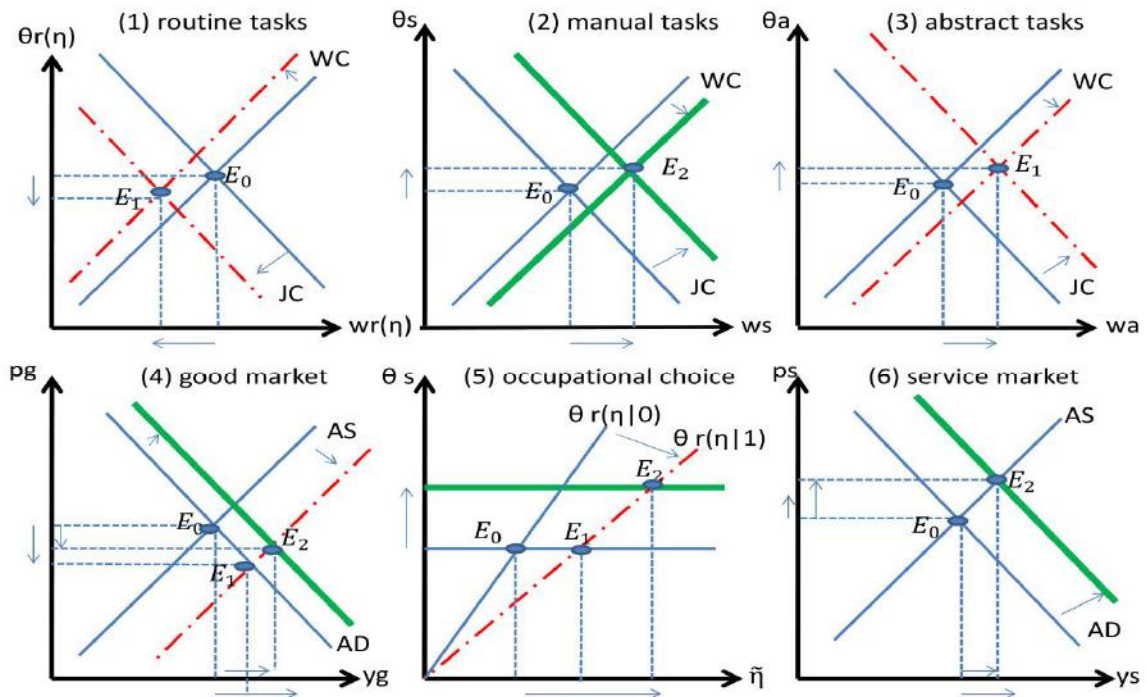 (1) routine tasks
θr(η)
WC
E₀
E₁
JC
wr(η)
(2) manual tasks
θs
WC
E₂
E₀
JC
ws
(3) abstract tasks
θa
WC
E₁
E₀
JC
wa
(4) good market
pg
AS
E₀
E₂
E₁
AD
yg
(5) occupational choice
θ s
θ r(η|0)
θ r(η|1)
E₂
E₀
E₁
η̃
(6) service market
ps
AS
E₂
E₀
AD
ys